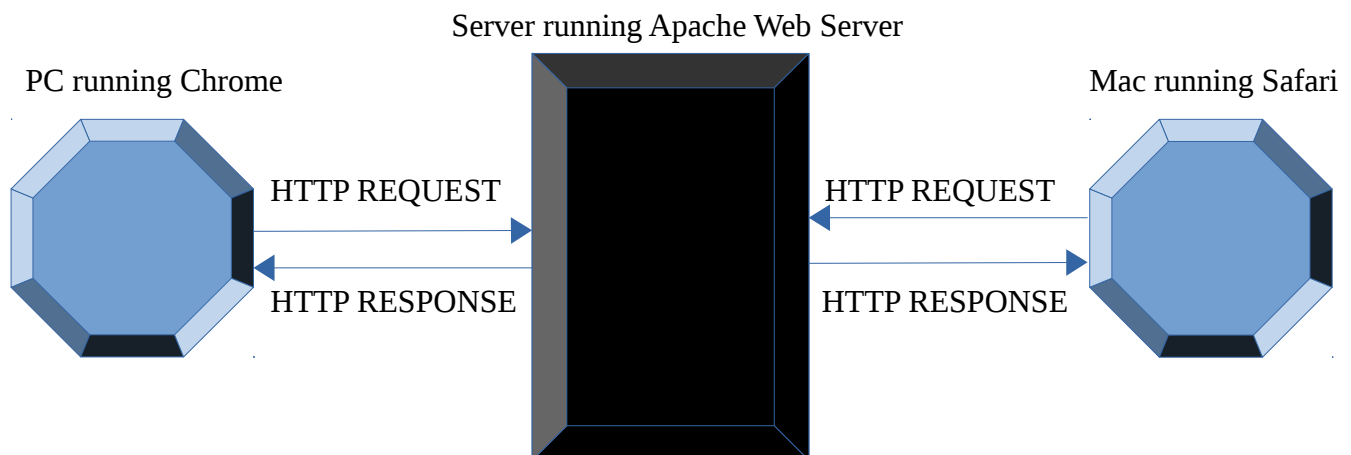 Server running Apache Web Server
PC running Chrome
Mac running Safari
HTTP REQUEST
HTTP REQUEST
HTTP RESPONSE
HTTP RESPONSE